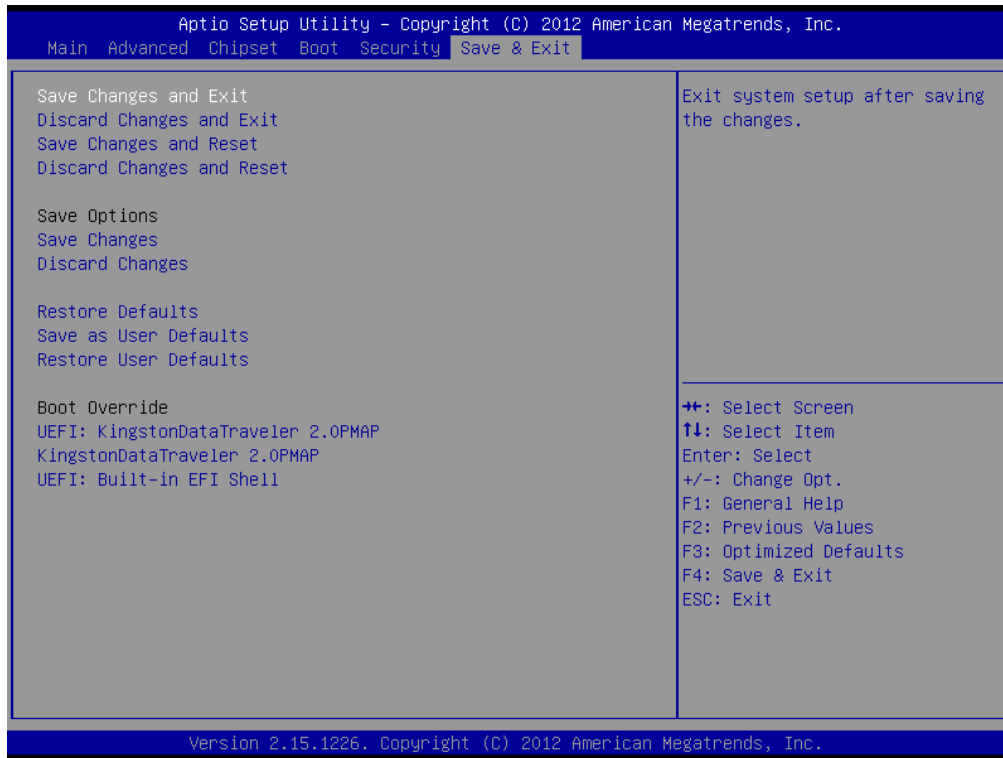 Aptio Setup Utility – Copyright (C) 2012 American Megatrends, Inc.
Main Advanced Chipset Boot Security Save & Exit
Save Changes and Exit
Discard Changes and Exit
Save Changes and Reset
Discard Changes and Reset
Save Options
Save Changes
Discard Changes
Restore Defaults
Save as User Defaults
Restore User Defaults
Boot Override
UEFI: KingstonDataTraveler 2.0PMAP
KingstonDataTraveler 2.0PMAP
UEFI: Built-in EFI Shell
Exit system setup after saving
the changes.
→←: Select Screen
↑↓: Select Item
Enter: Select
+/-: Change Opt.
F1: General Help
F2: Previous Values
F3: Optimized Defaults
F4: Save & Exit
ESC: Exit
Version 2.15.1226. Copyright (C) 2012 American Megatrends, Inc.